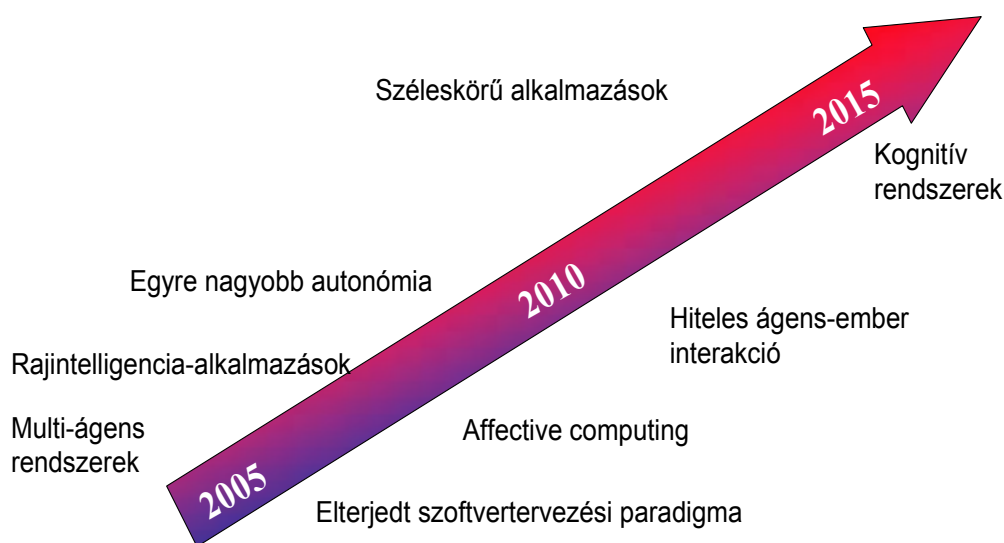 Széleskörű alkalmazások
2015
Kognitív
rendszerek
Egyre nagyobb autonómia
2010
Hiteles ágens-ember
interakció
Rajintelligencia-alkalmazások
Multi-ágens
rendszerek
Affective computing
2005
Elterjedt szoftvertervezési paradigma